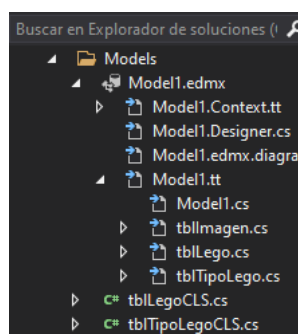 Buscar en Explorador de soluciones (
Models
Model1.edmx
Model1.Context.tt
Model1.Designer.cs
Model1.edmx.diagra
Model1.tt
Model1.cs
tblImagen.cs
tblLego.cs
tblTipoLego.cs
C# tblLegoCLS.cs
C# tblTipoLegoCLS.cs